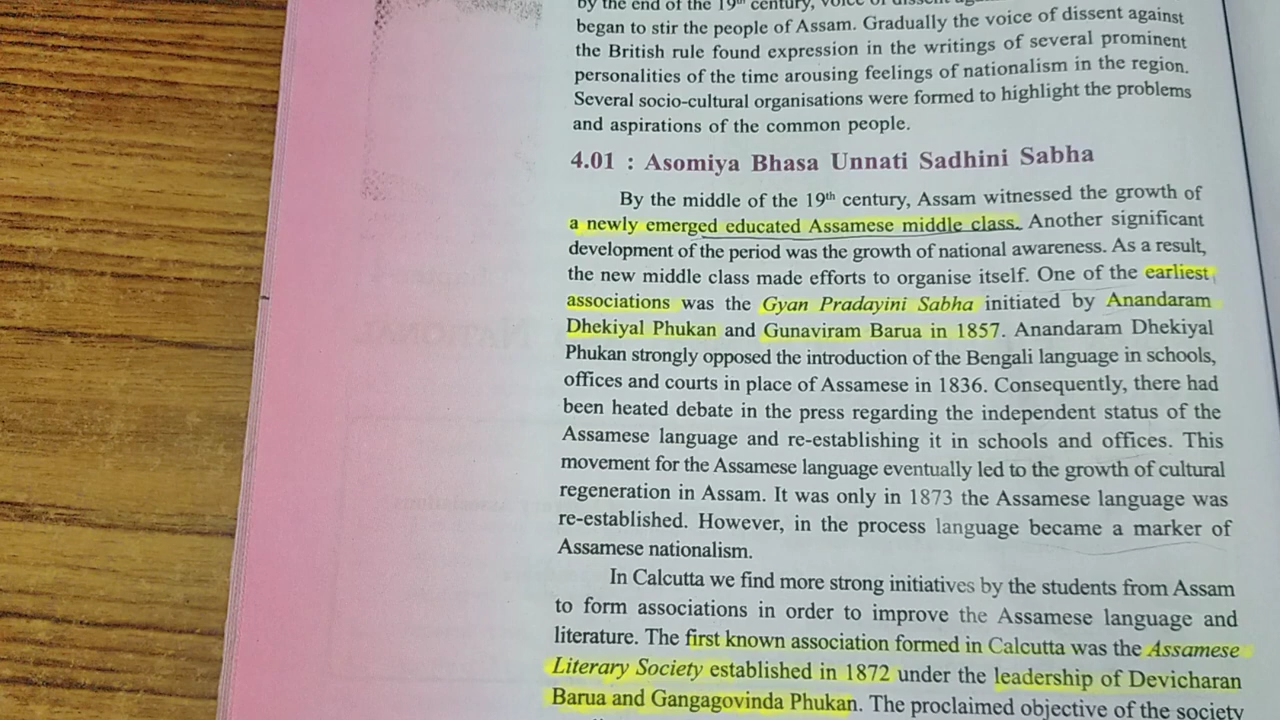 by the end of the 19th century, voice of dissent
began to stir the people of Assam. Gradually the voice of dissent against
the British rule found expression in the writings of several prominent
personalities of the time arousing feelings of nationalism in the region.
Several socio-cultural organisations were formed to highlight the problems
and aspirations of the common people.
4.01 : Asomiya Bhasa Unnati Sadhini Sabha
By the middle of the 19th century, Assam witnessed the growth of
a newly emerged educated Assamese middle class. Another significant
development of the period was the growth of national awareness. As a result,
the new middle class made efforts to organise itself. One of the earliest
associations was the Gyan Pradayini Sabha initiated by Anandaram
Dhekiyal Phukan and Gunaviram Barua in 1857. Anandaram Dhekiyal
Phukan strongly opposed the introduction of the Bengali language in schools,
offices and courts in place of Assamese in 1836. Consequently, there had
been heated debate in the press regarding the independent status of the
Assamese language and re-establishing it in schools and offices. This
movement for the Assamese language eventually led to the growth of cultural
regeneration in Assam. It was only in 1873 the Assamese language was
re-established. However, in the process language became a marker of
Assamese nationalism.
In Calcutta we find more strong initiatives by the students from Assam
to form associations in order to improve the Assamese language and
literature. The first known association formed in Calcutta was the Assamese
Literary Society established in 1872 under the leadership of Devicharan
Barua and Gangagovinda Phukan. The proclaimed objective of the society